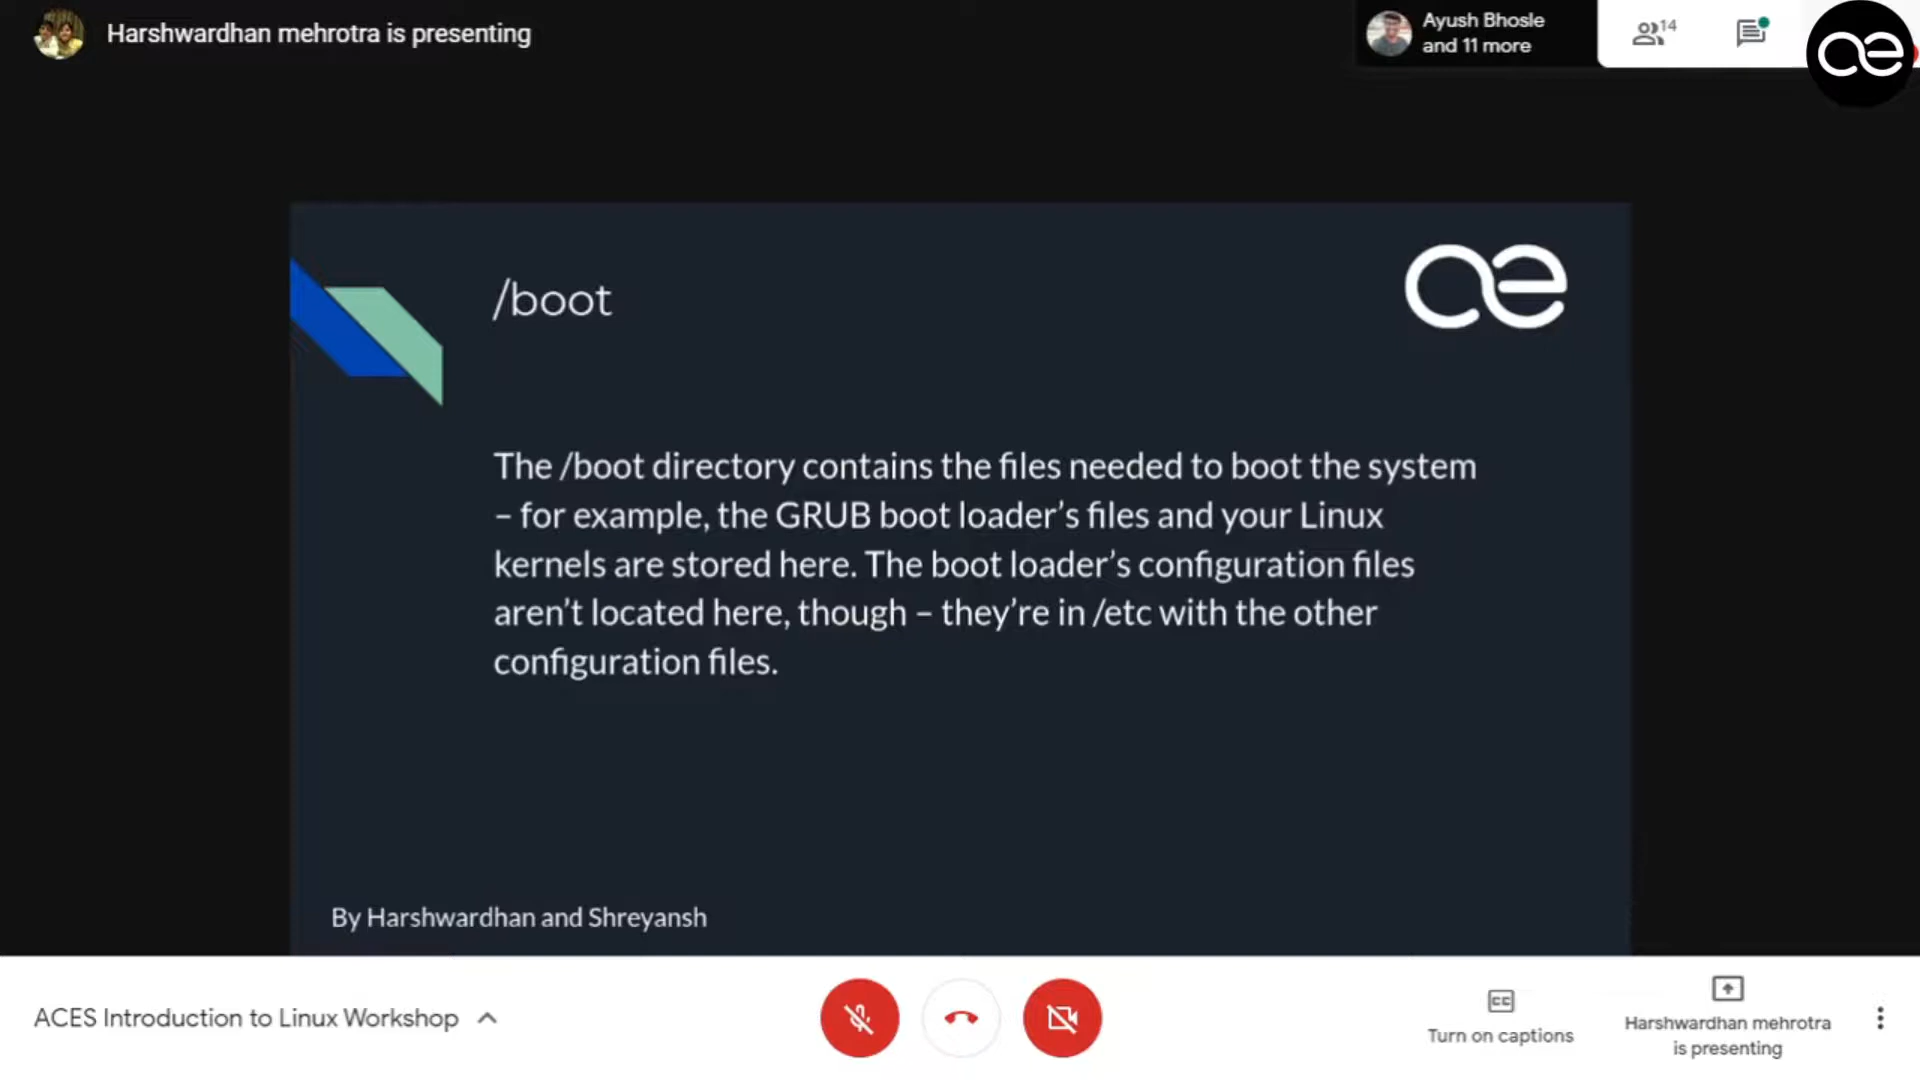 Harshwardhan mehrotra is presenting
Ayush Bhosle
and 11 more
14
/boot
The /boot directory contains the files needed to boot the system
– for example, the GRUB boot loader’s files and your Linux
kernels are stored here. The boot loader’s configuration files
aren’t located here, though – they’re in /etc with the other
configuration files.
By Harshwardhan and Shreyansh
ACES Introduction to Linux Workshop
CC
Turn on captions
Harshwardhan mehrotra
is presenting